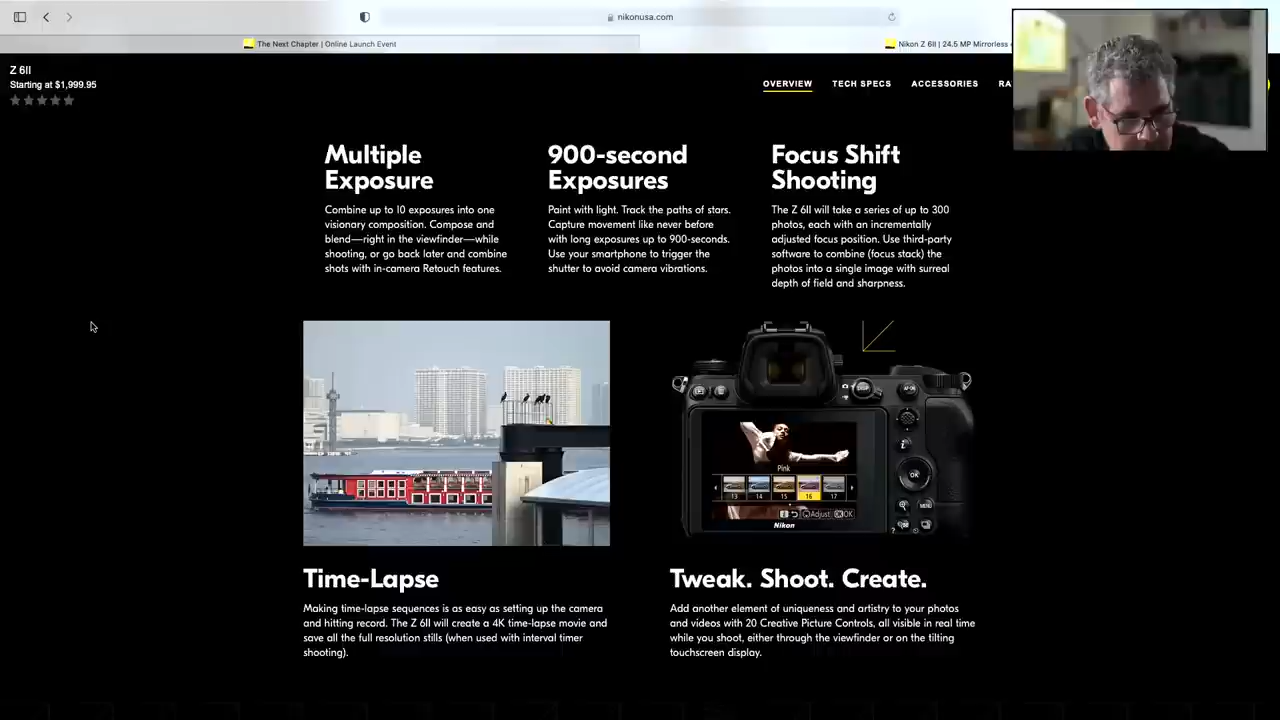 nikonusa.com
The Next Chapter | Online Launch Event
Nikon Z 6II | 24.5 MP Mirrorless
Z 6II
Starting at $1,999.95
OVERVIEW
TECH SPECS
ACCESSORIES
RA
Multiple
Exposure
Combine up to 10 exposures into one
visionary composition. Compose and
blend—right in the viewfinder—while
shooting, or go back later and combine
shots with in-camera Retouch features.
900-second
Exposures
Paint with light. Track the paths of stars.
Capture movement like never before
with long exposures up to 900-seconds.
Use your smartphone to trigger the
shutter to avoid camera vibrations.
Focus Shift
Shooting
The Z 6II will take a series of up to 300
photos, each with an incrementally
adjusted focus position. Use third-party
software to combine (focus stack) the
photos into a single image with surreal
depth of field and sharpness.
Pink
13 14 15 16 17
Adjust OK
Nikon
DISP
AF-ON
i
OK
MENU
Time-Lapse
Making time-lapse sequences is as easy as setting up the camera
and hitting record. The Z 6II will create a 4K time-lapse movie and
save all the full resolution stills (when used with interval timer
shooting).
Tweak. Shoot. Create.
Add another element of uniqueness and artistry to your photos
and videos with 20 Creative Picture Controls, all visible in real time
while you shoot, either through the viewfinder or on the tilting
touchscreen display.